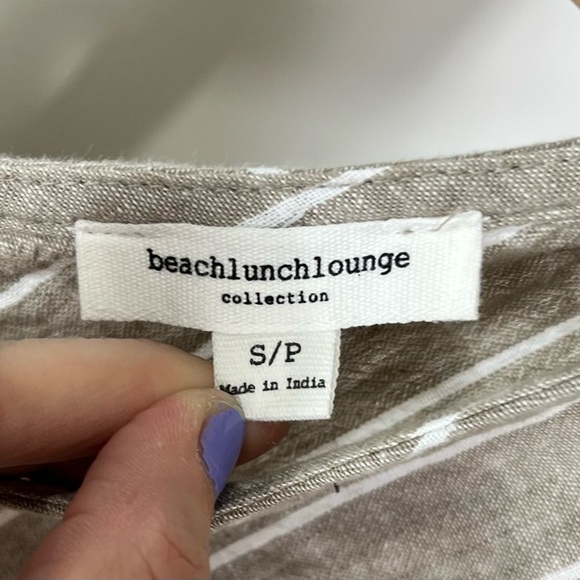 beachlunchlounge
collection
S/P
Made in India